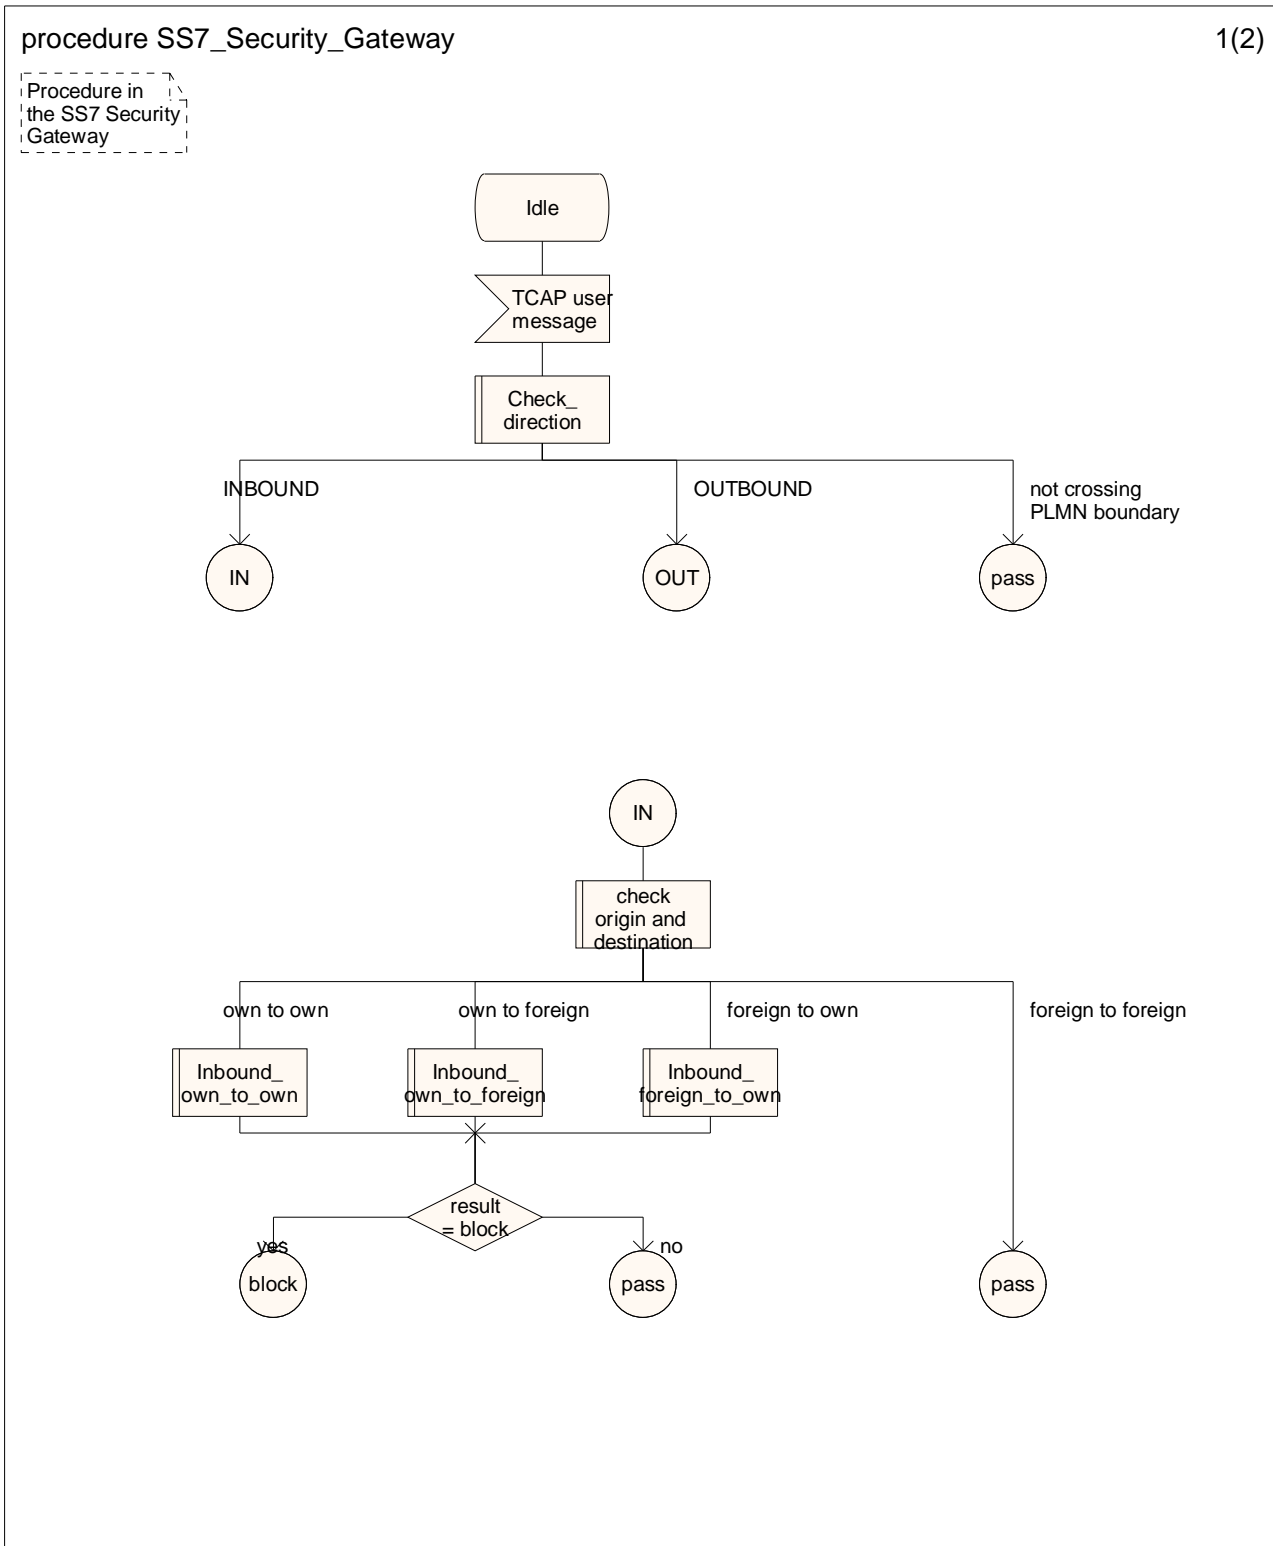 procedure SS7_Security_Gateway
1(2)
Procedure in
the SS7 Security
Gateway
Idle
TCAP user
message
Check_
direction
INBOUND
OUTBOUND
not crossing
PLMN boundary
IN
OUT
pass
IN
check
origin and
destination
own to own
own to foreign
foreign to own
foreign to foreign
Inbound_
own_to_own
Inbound_
own_to_foreign
Inbound_
foreign_to_own
result
= block
yes
no
block
pass
pass